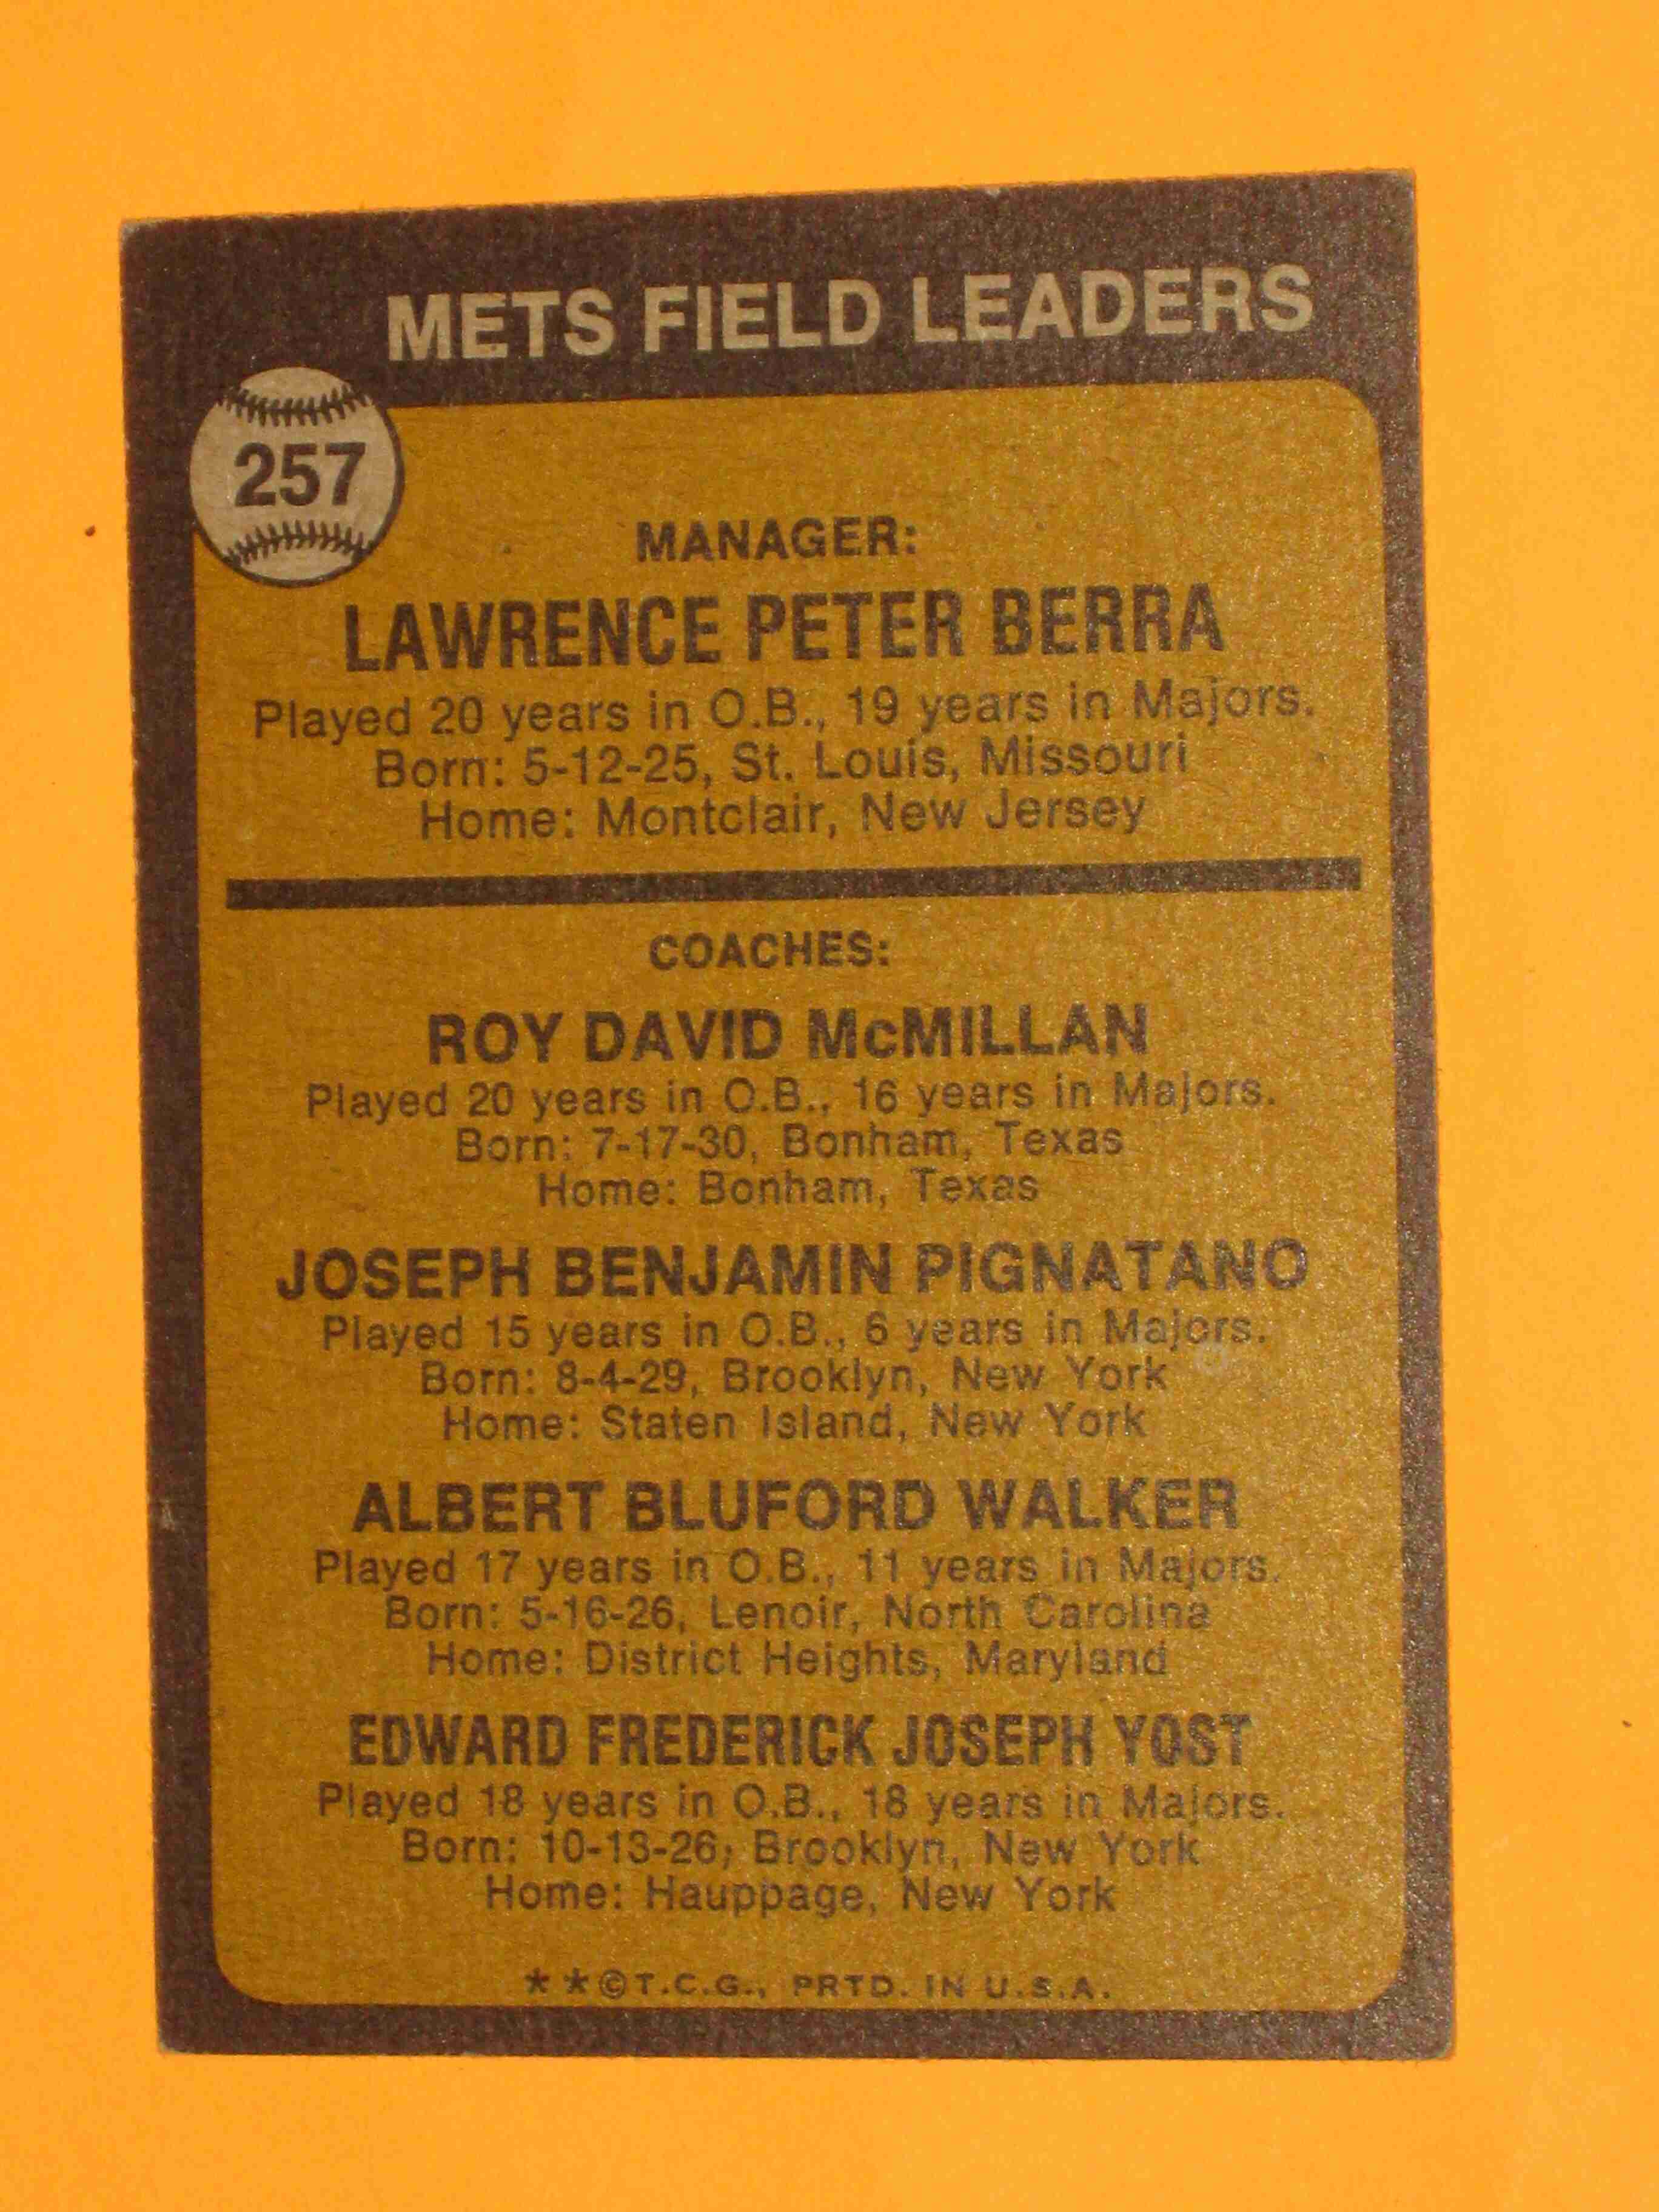 METS FIELD LEADERS
257
MANAGER:
LAWRENCE PETER BERRA
Played 20 years in O.B., 19 years in Majors.
Born: 5-12-25, St. Louis, Missouri
Home: Montclair, New Jersey
COACHES:
ROY DAVID McMILLAN
Played 20 years in O.B., 16 years in Majors.
Born: 7-17-30, Bonham, Texas
Home: Bonham, Texas
JOSEPH BENJAMIN PIGNATANO
Played 15 years in O.B., 6 years in Majors.
Born: 8-4-29, Brooklyn, New York
Home: Staten Island, New York
ALBERT BLUFORD WALKER
Played 17 years in O.B., 11 years in Majors.
Born: 5-16-26, Lenoir, North Carolina
Home: District Heights, Maryland
EDWARD FREDERICK JOSEPH YOST
Played 18 years in O.B., 18 years in Majors.
Born: 10-13-26, Brooklyn, New York
Home: Hauppage, New York
**©T.C.G., PRTD. IN U.S.A.